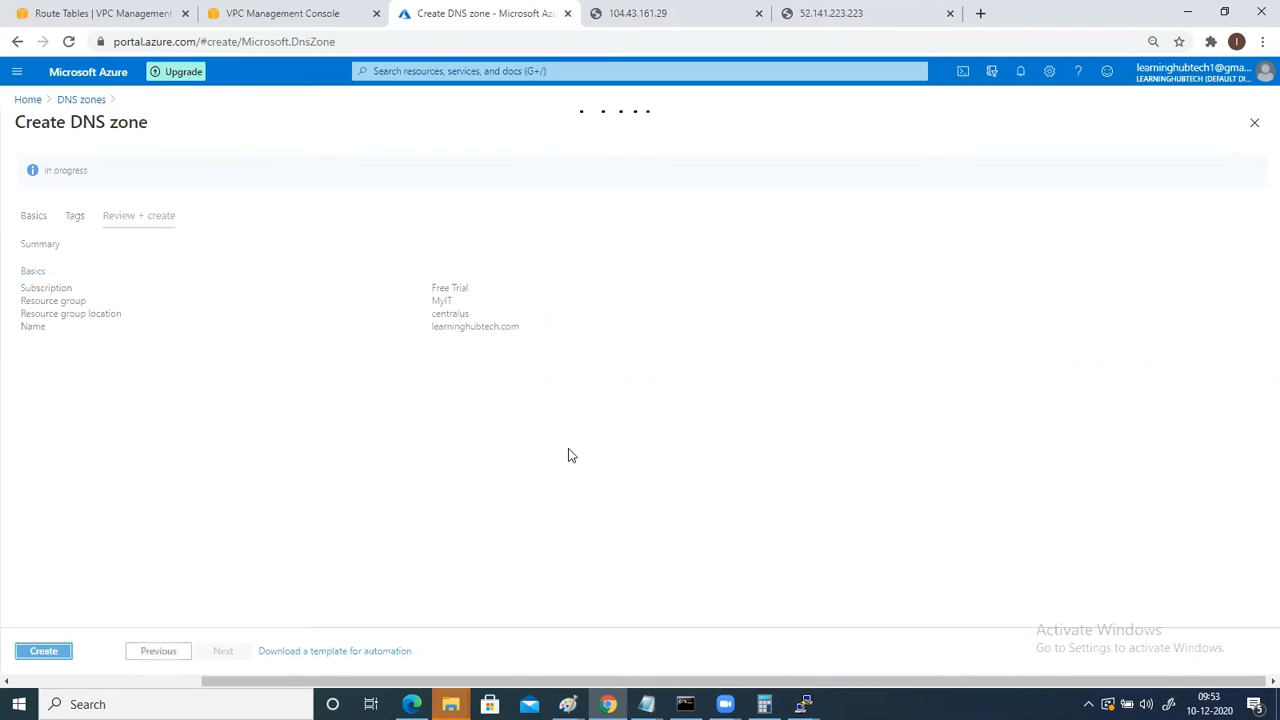 Route Tables | VPC Management
VPC Management Console
Create DNS zone - Microsoft Azu
104.43.161.29
52.141.223.223
portal.azure.com/#create/Microsoft.DnsZone
Microsoft Azure
Upgrade
Search resources, services, and docs (G+/)
learninghubtech1@gma...
LEARNINGHUBTECH (DEFAULT DI...
Home > DNS zones >
Create DNS zone
In progress
Basics Tags Review + create
Summary
Basics
Subscription Free Trial
Resource group MyIT
Resource group location centralus
Name learninghubtech.com
Create Previous Next Download a template for automation
Activate Windows
Go to Settings to activate Windows.
Search
09:53
10-12-2020